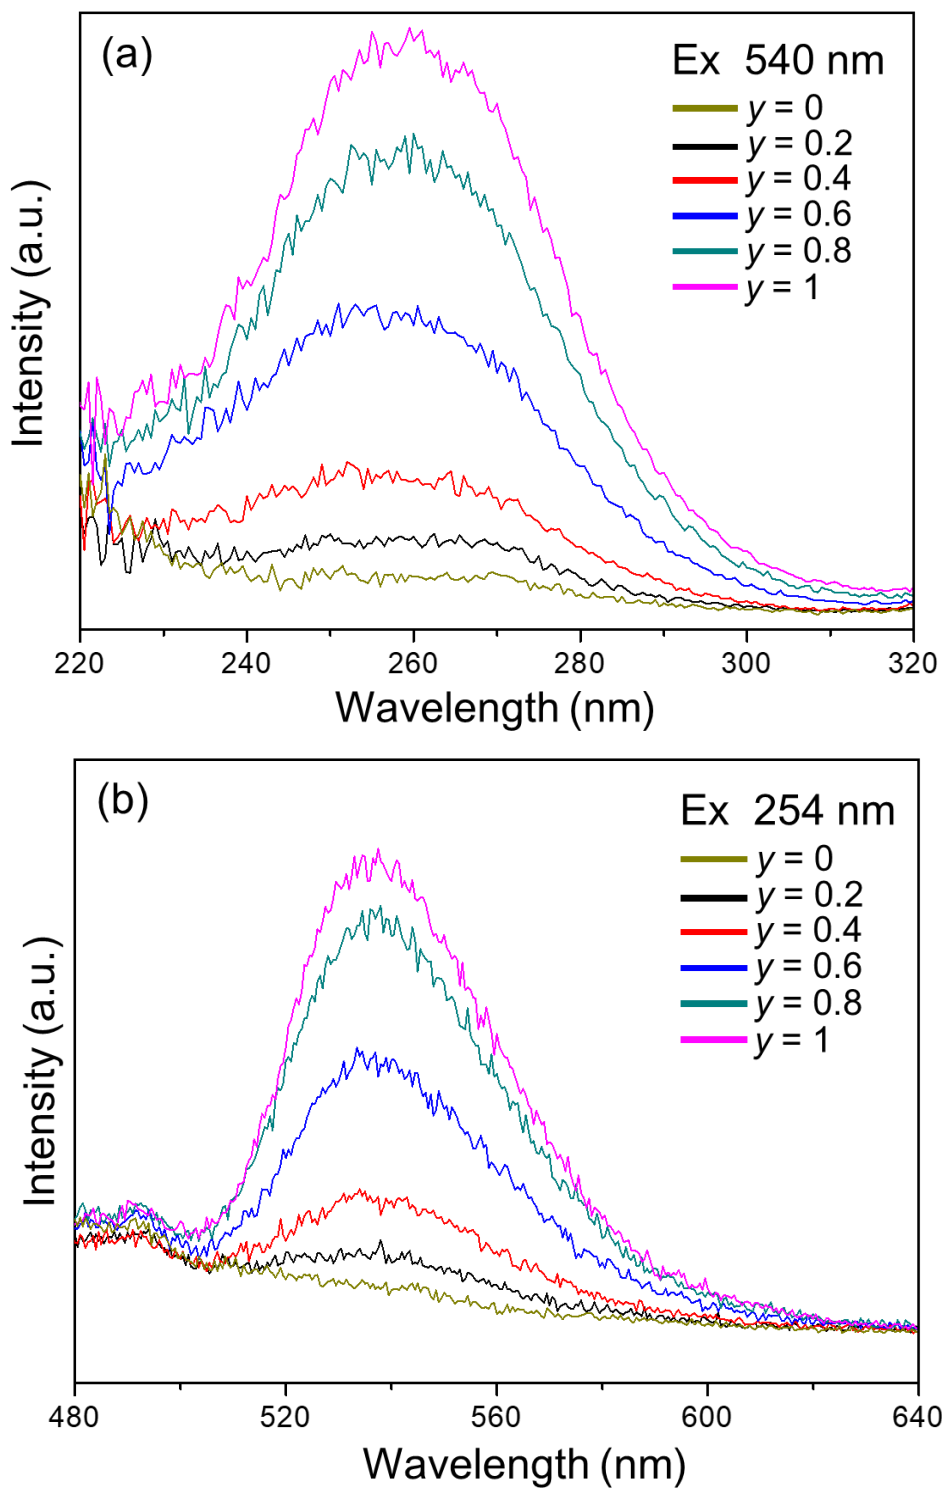 (a)
Ex 540 nm
y = 0
y = 0.2
y = 0.4
y = 0.6
y = 0.8
y = 1
Intensity (a.u.)
220 240 260 280 300 320
Wavelength (nm)
(b)
Ex 254 nm
y = 0
y = 0.2
y = 0.4
y = 0.6
y = 0.8
y = 1
Intensity (a.u.)
480 520 560 600 640
Wavelength (nm)